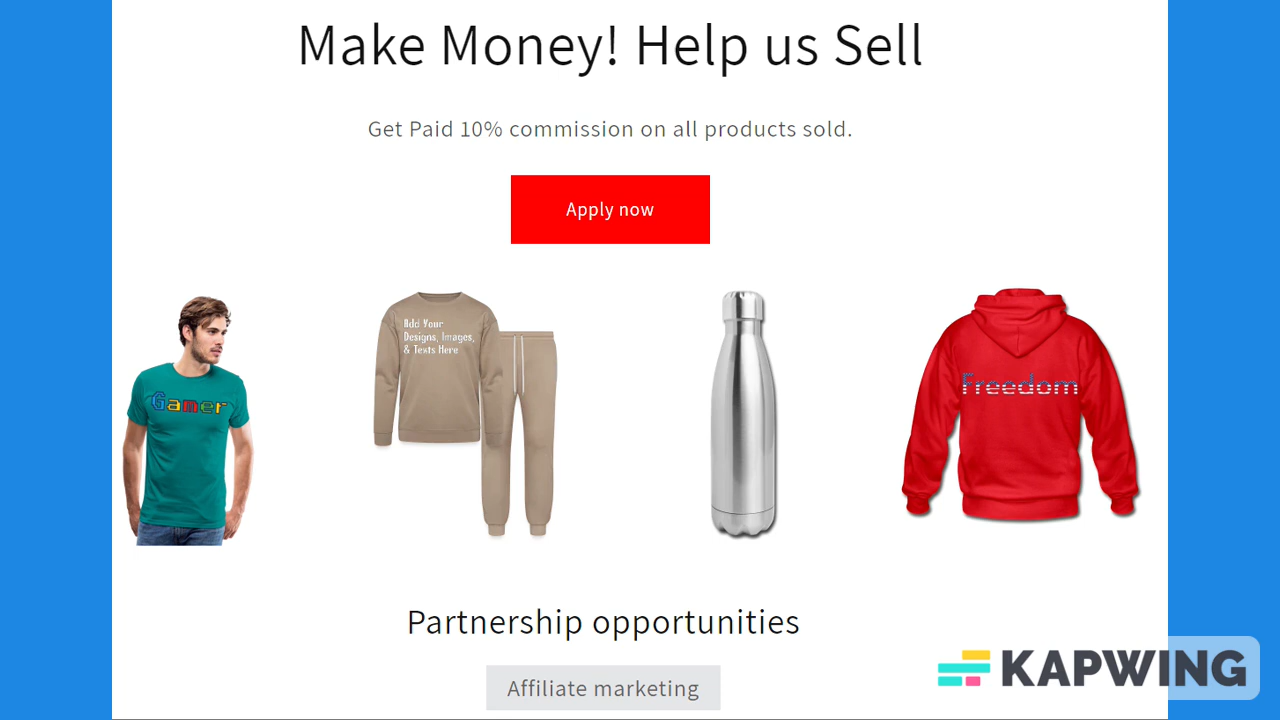 Make Money! Help us Sell
Get Paid 10% commission on all products sold.
Apply now
Gamer
Add Your
Designs, Images,
& Texts Here
Freedom
Partnership opportunities
Affiliate marketing
KAPWING